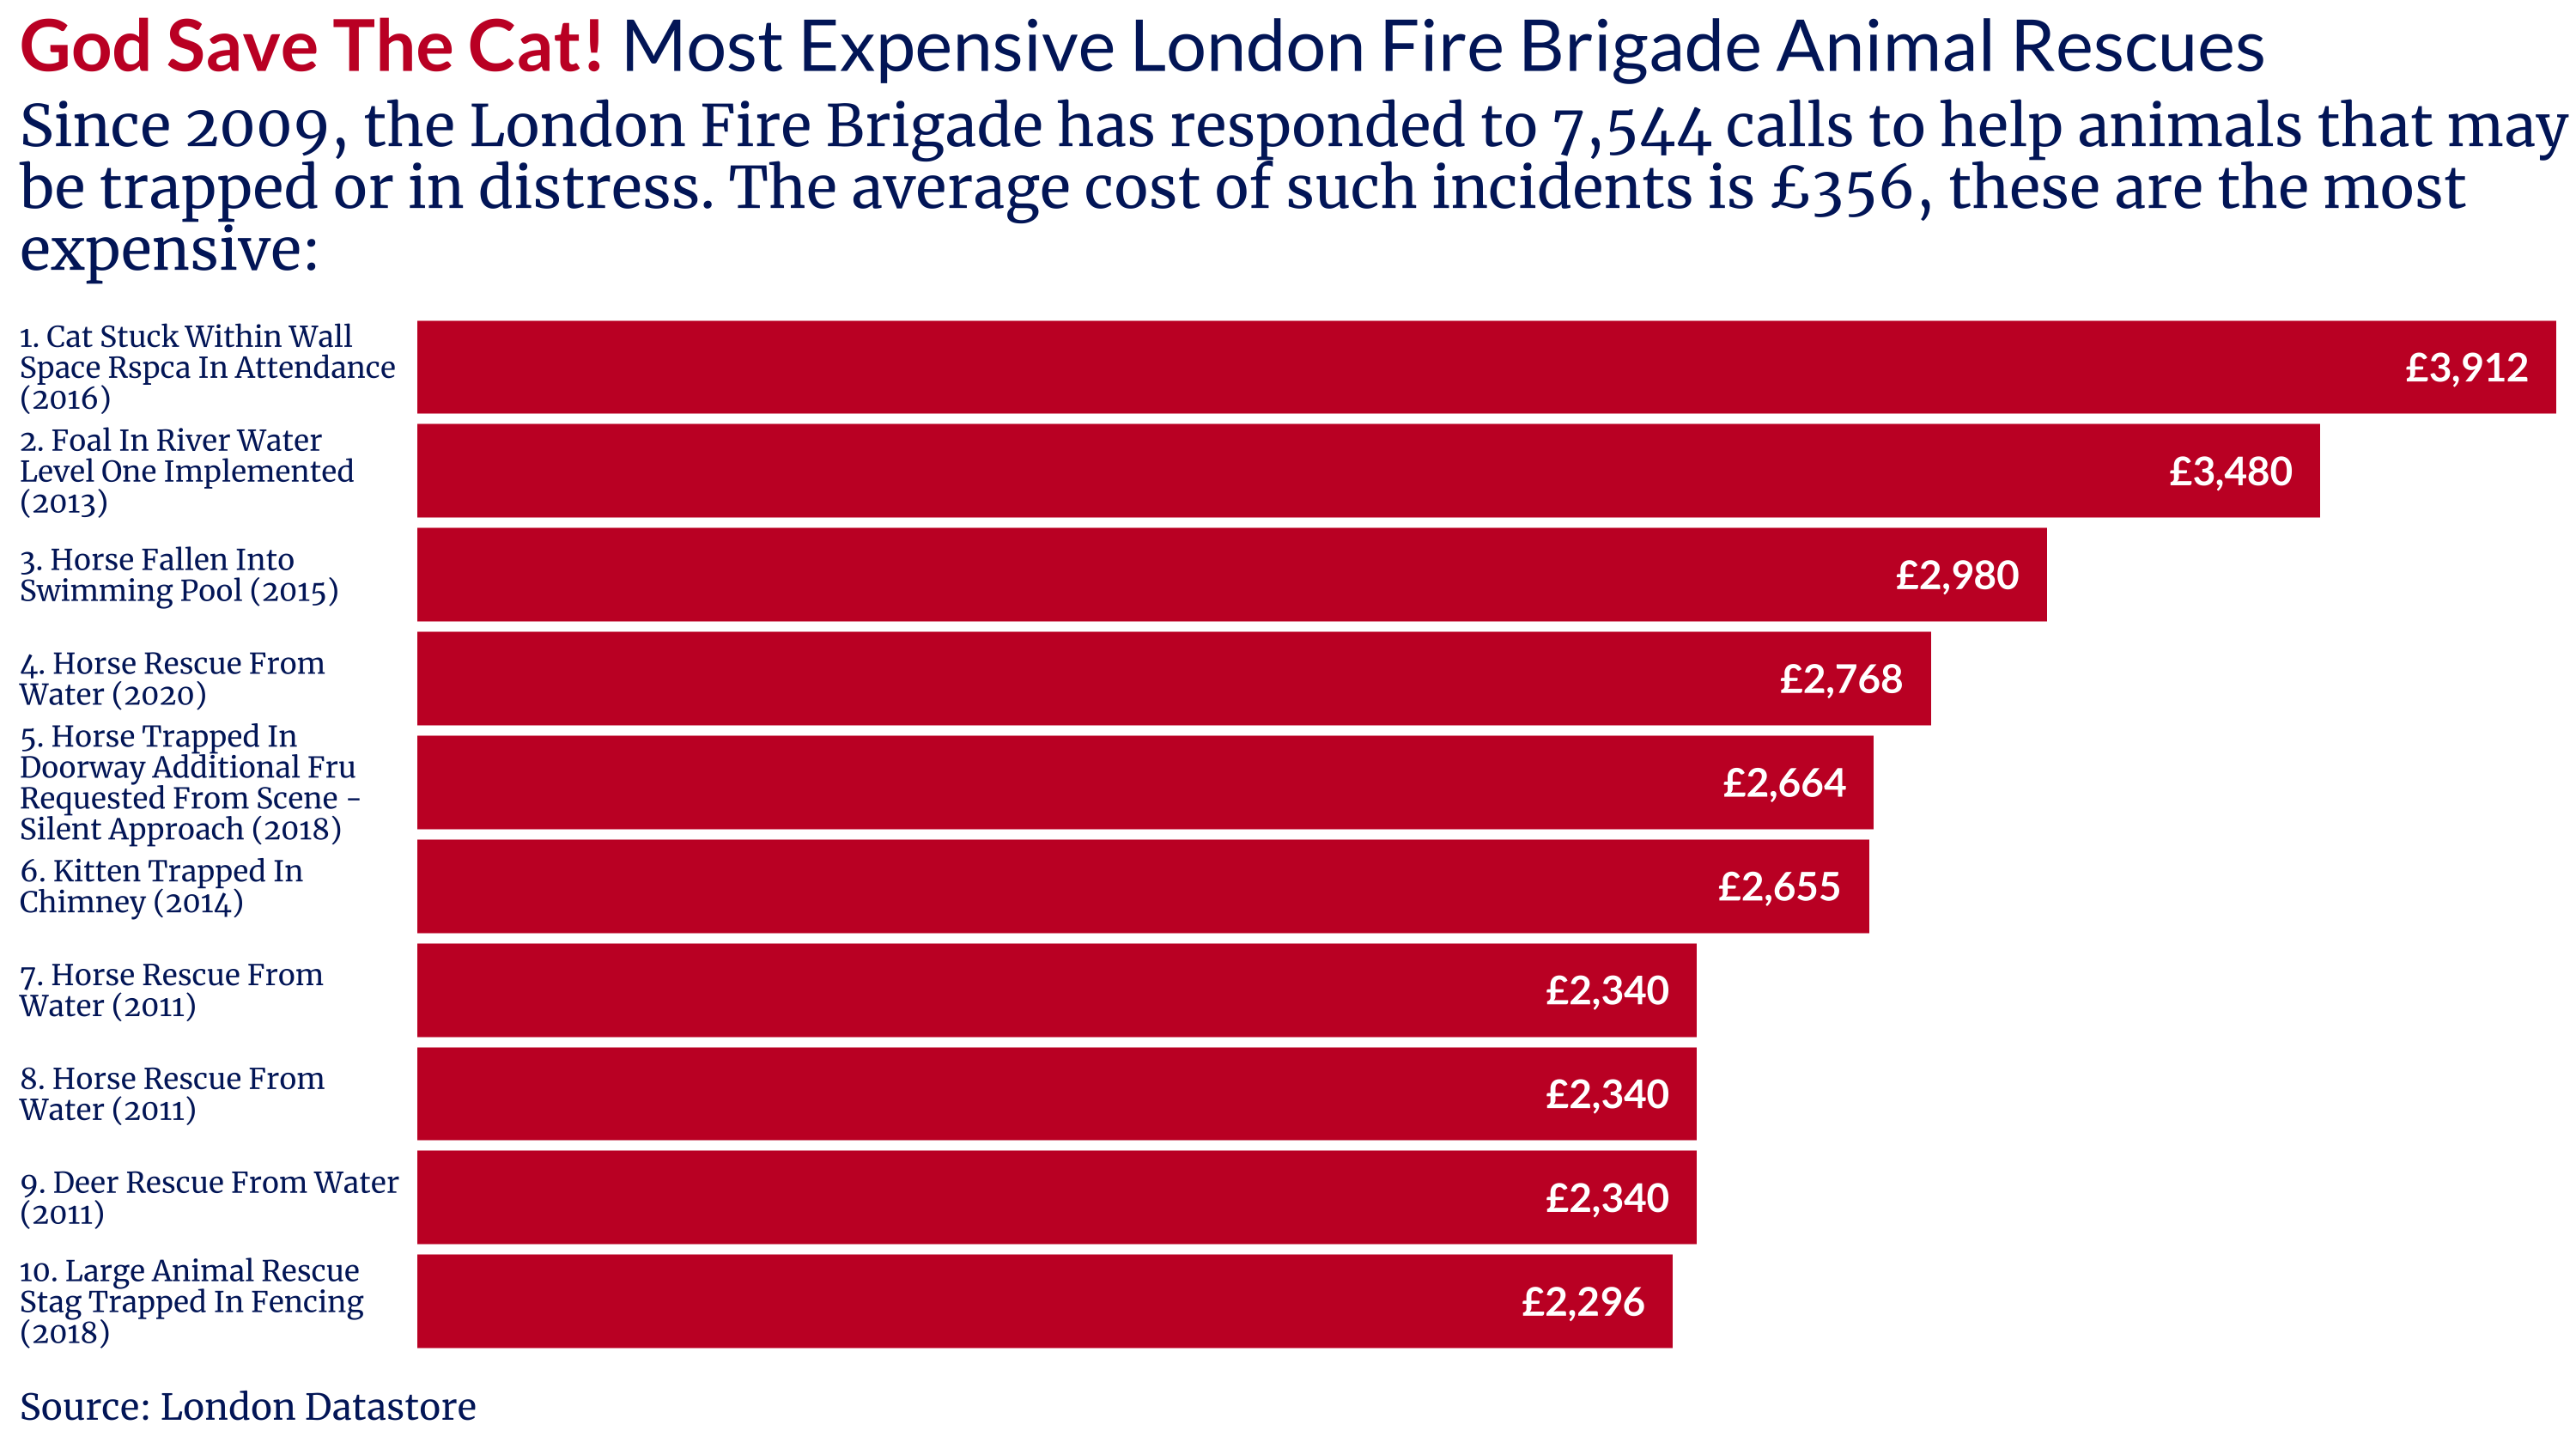 God Save The Cat! Most Expensive London Fire Brigade Animal Rescues
Since 2009, the London Fire Brigade has responded to 7,544 calls to help animals that may
be trapped or in distress. The average cost of such incidents is £356, these are the most
expensive:
1. Cat Stuck Within Wall
Space Rspca In Attendance
(2016)
£3,912
2. Foal In River Water
Level One Implemented
(2013)
£3,480
3. Horse Fallen Into
Swimming Pool (2015)
£2,980
4. Horse Rescue From
Water (2020)
£2,768
5. Horse Trapped In
Doorway Additional Fru
Requested From Scene -
Silent Approach (2018)
£2,664
6. Kitten Trapped In
Chimney (2014)
£2,655
7. Horse Rescue From
Water (2011)
£2,340
8. Horse Rescue From
Water (2011)
£2,340
9. Deer Rescue From Water
(2011)
£2,340
10. Large Animal Rescue
Stag Trapped In Fencing
(2018)
£2,296
Source: London Datastore